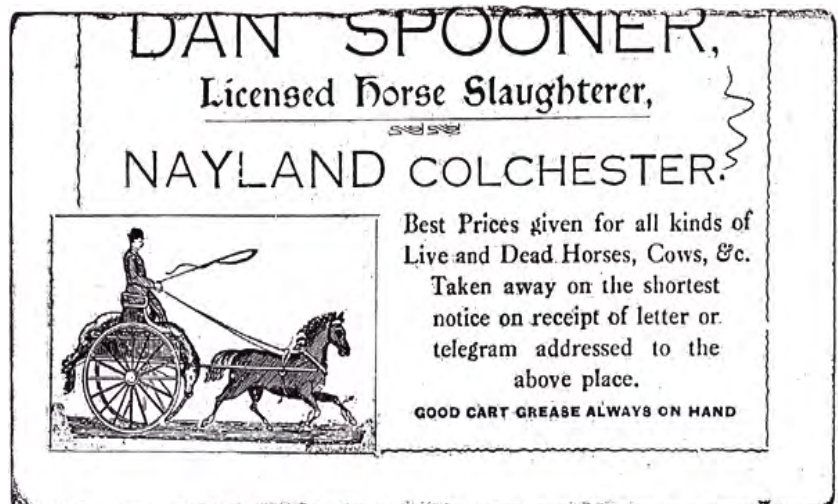 DAN SPOONER,
Licensed Horse Slaughterer,
NAYLAND COLCHESTER.
Best Prices given for all kinds of
Live and Dead Horses, Cows, &c.
Taken away on the shortest
notice on receipt of letter or
telegram addressed to the
above place.
GOOD CART GREASE ALWAYS ON HAND